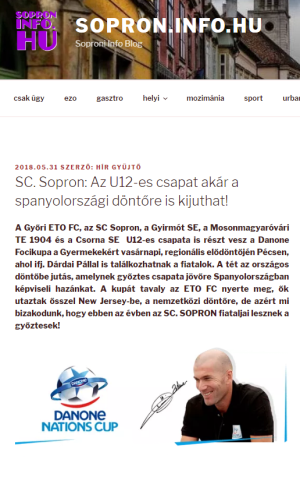 SOPRON
INFO.
HU
SOPRON.INFO.HU
Soproni Info Blog
csak úgy ezo gasztro helyi mozimánia sport urba
2018.05.31 SZERZŐ: HÍR GYŰJTŐ
SC. Sopron: Az U12-es csapat akár a
spanyolországi döntőre is kijuthat!
A Győri ETO FC, az SC Sopron, a Gyirmót SE, a Mosonmagyaróvári
TE 1904 és a Csorna SE U12-es csapata is részt vesz a Danone
Focikupa a Gyermekekért vasárnapi, regionális elődöntőjén Pécsen,
ahol ifj. Dárdai Pállal is találkozhatnak a fiatalok. A tét az országos
döntőbe jutás, amelynek győztes csapata jövőre Spanyolországban
képviseli hazánkat. A kupát tavaly az ETO FC nyerte meg, ők
utaztak ősszel New Jersey-be, a nemzetközi döntőre, de azért mi
bizakodunk, hogy ebben az évben az SC. SOPRON fiataljai lesznek a
győztesek!
DANONE
NATIONS CUP